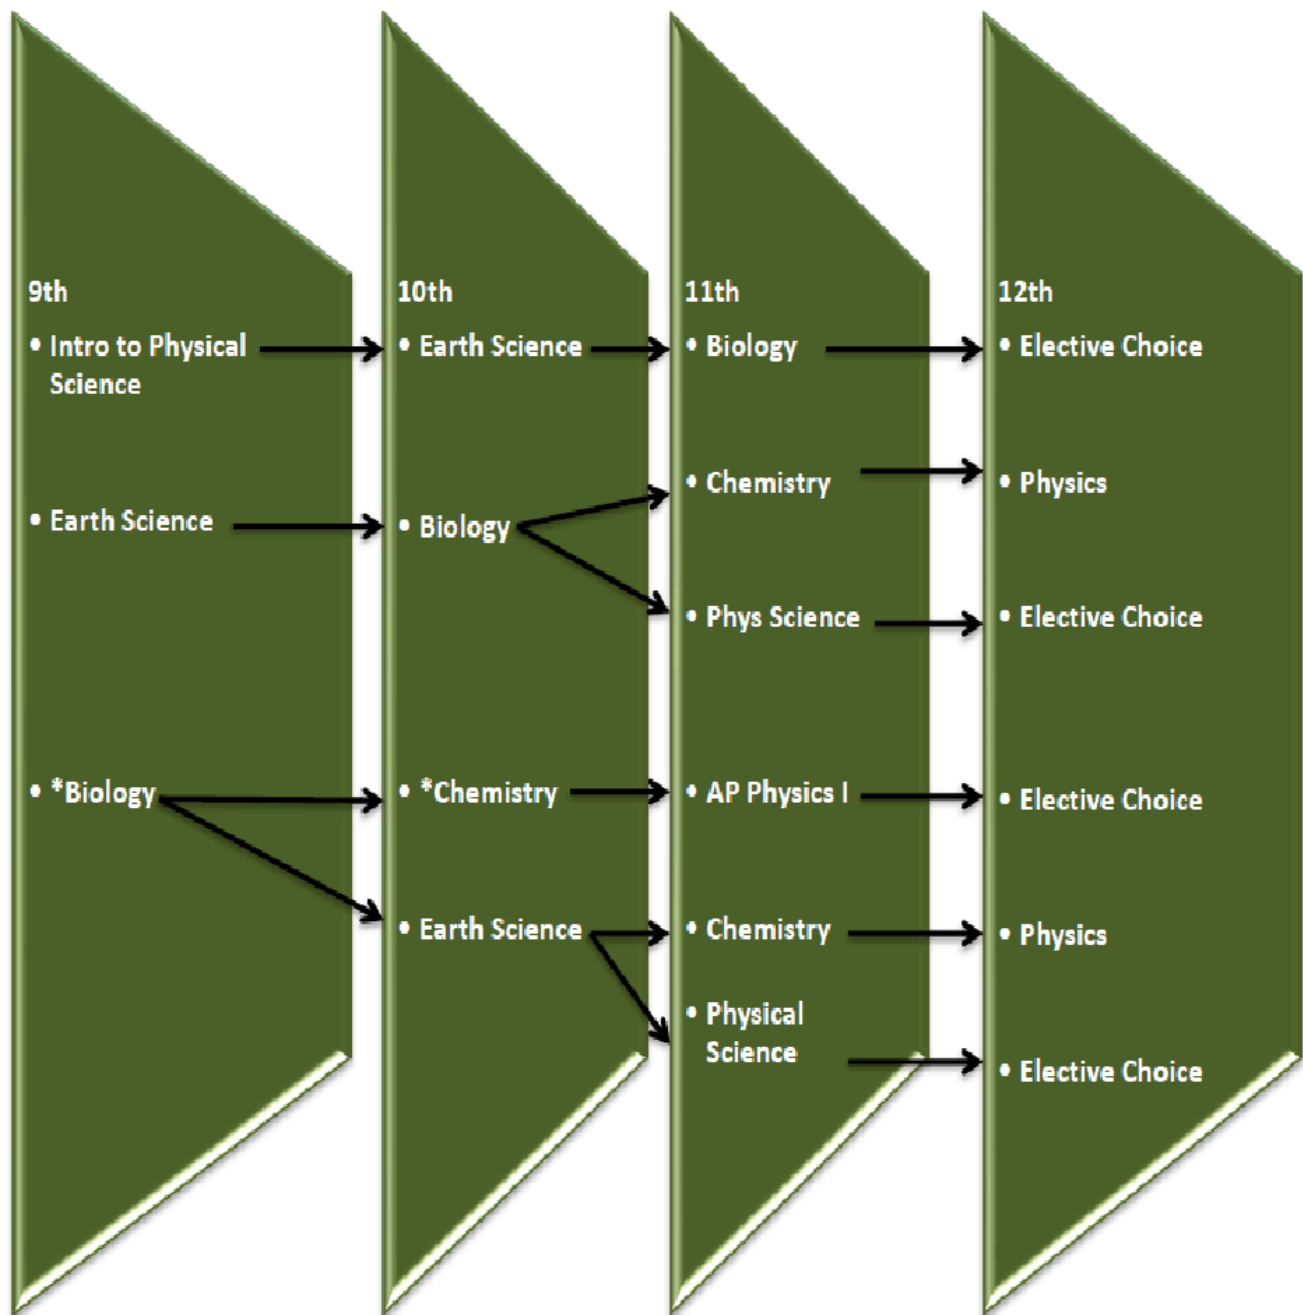 9th
• Intro to Physical
Science
• Earth Science
• *Biology
10th
• Earth Science
• Biology
• *Chemistry
• Earth Science
11th
• Biology
• Chemistry
• Phys Science
• AP Physics I
• Chemistry
• Physical
Science
12th
• Elective Choice
• Physics
• Elective Choice
• Elective Choice
• Physics
• Elective Choice